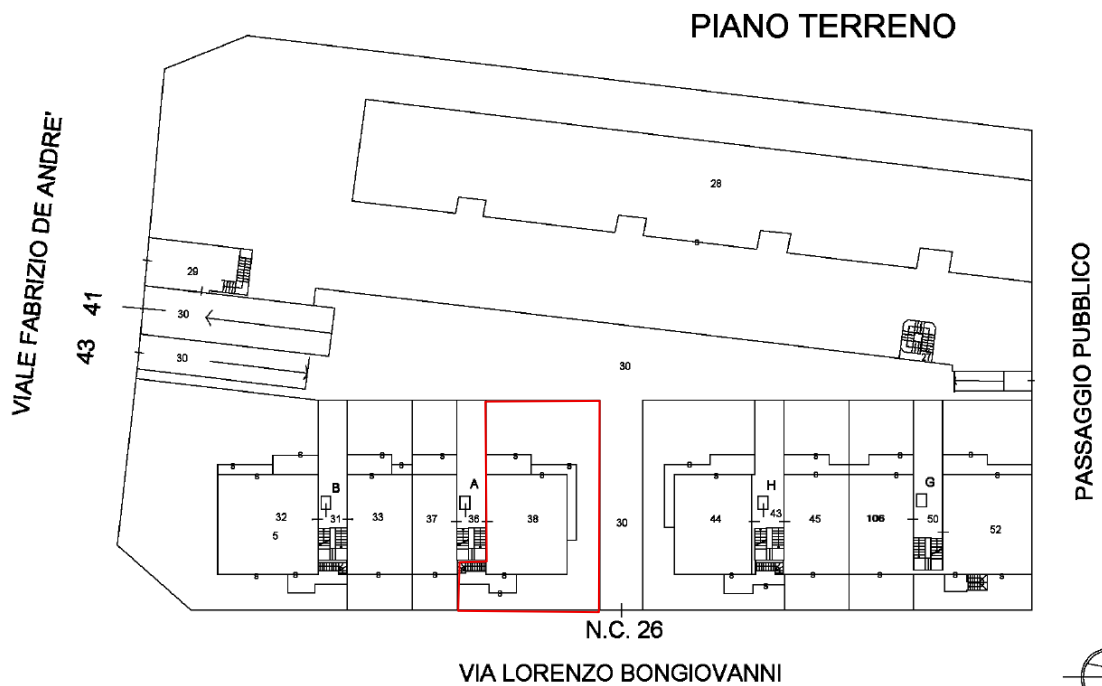 PIANO TERRENO
VIALE FABRIZIO DE ANDRE'
28
29
41
30
43
30
30
PASSAGGIO PUBBLICO
s s s s s s s
s s s s s s s s s
B A H G
32 31 33 37 36 38 30 44 43 45 106 50 52
5
s s s s s s s s s
s s s
N.C. 26
VIA LORENZO BONGIOVANNI